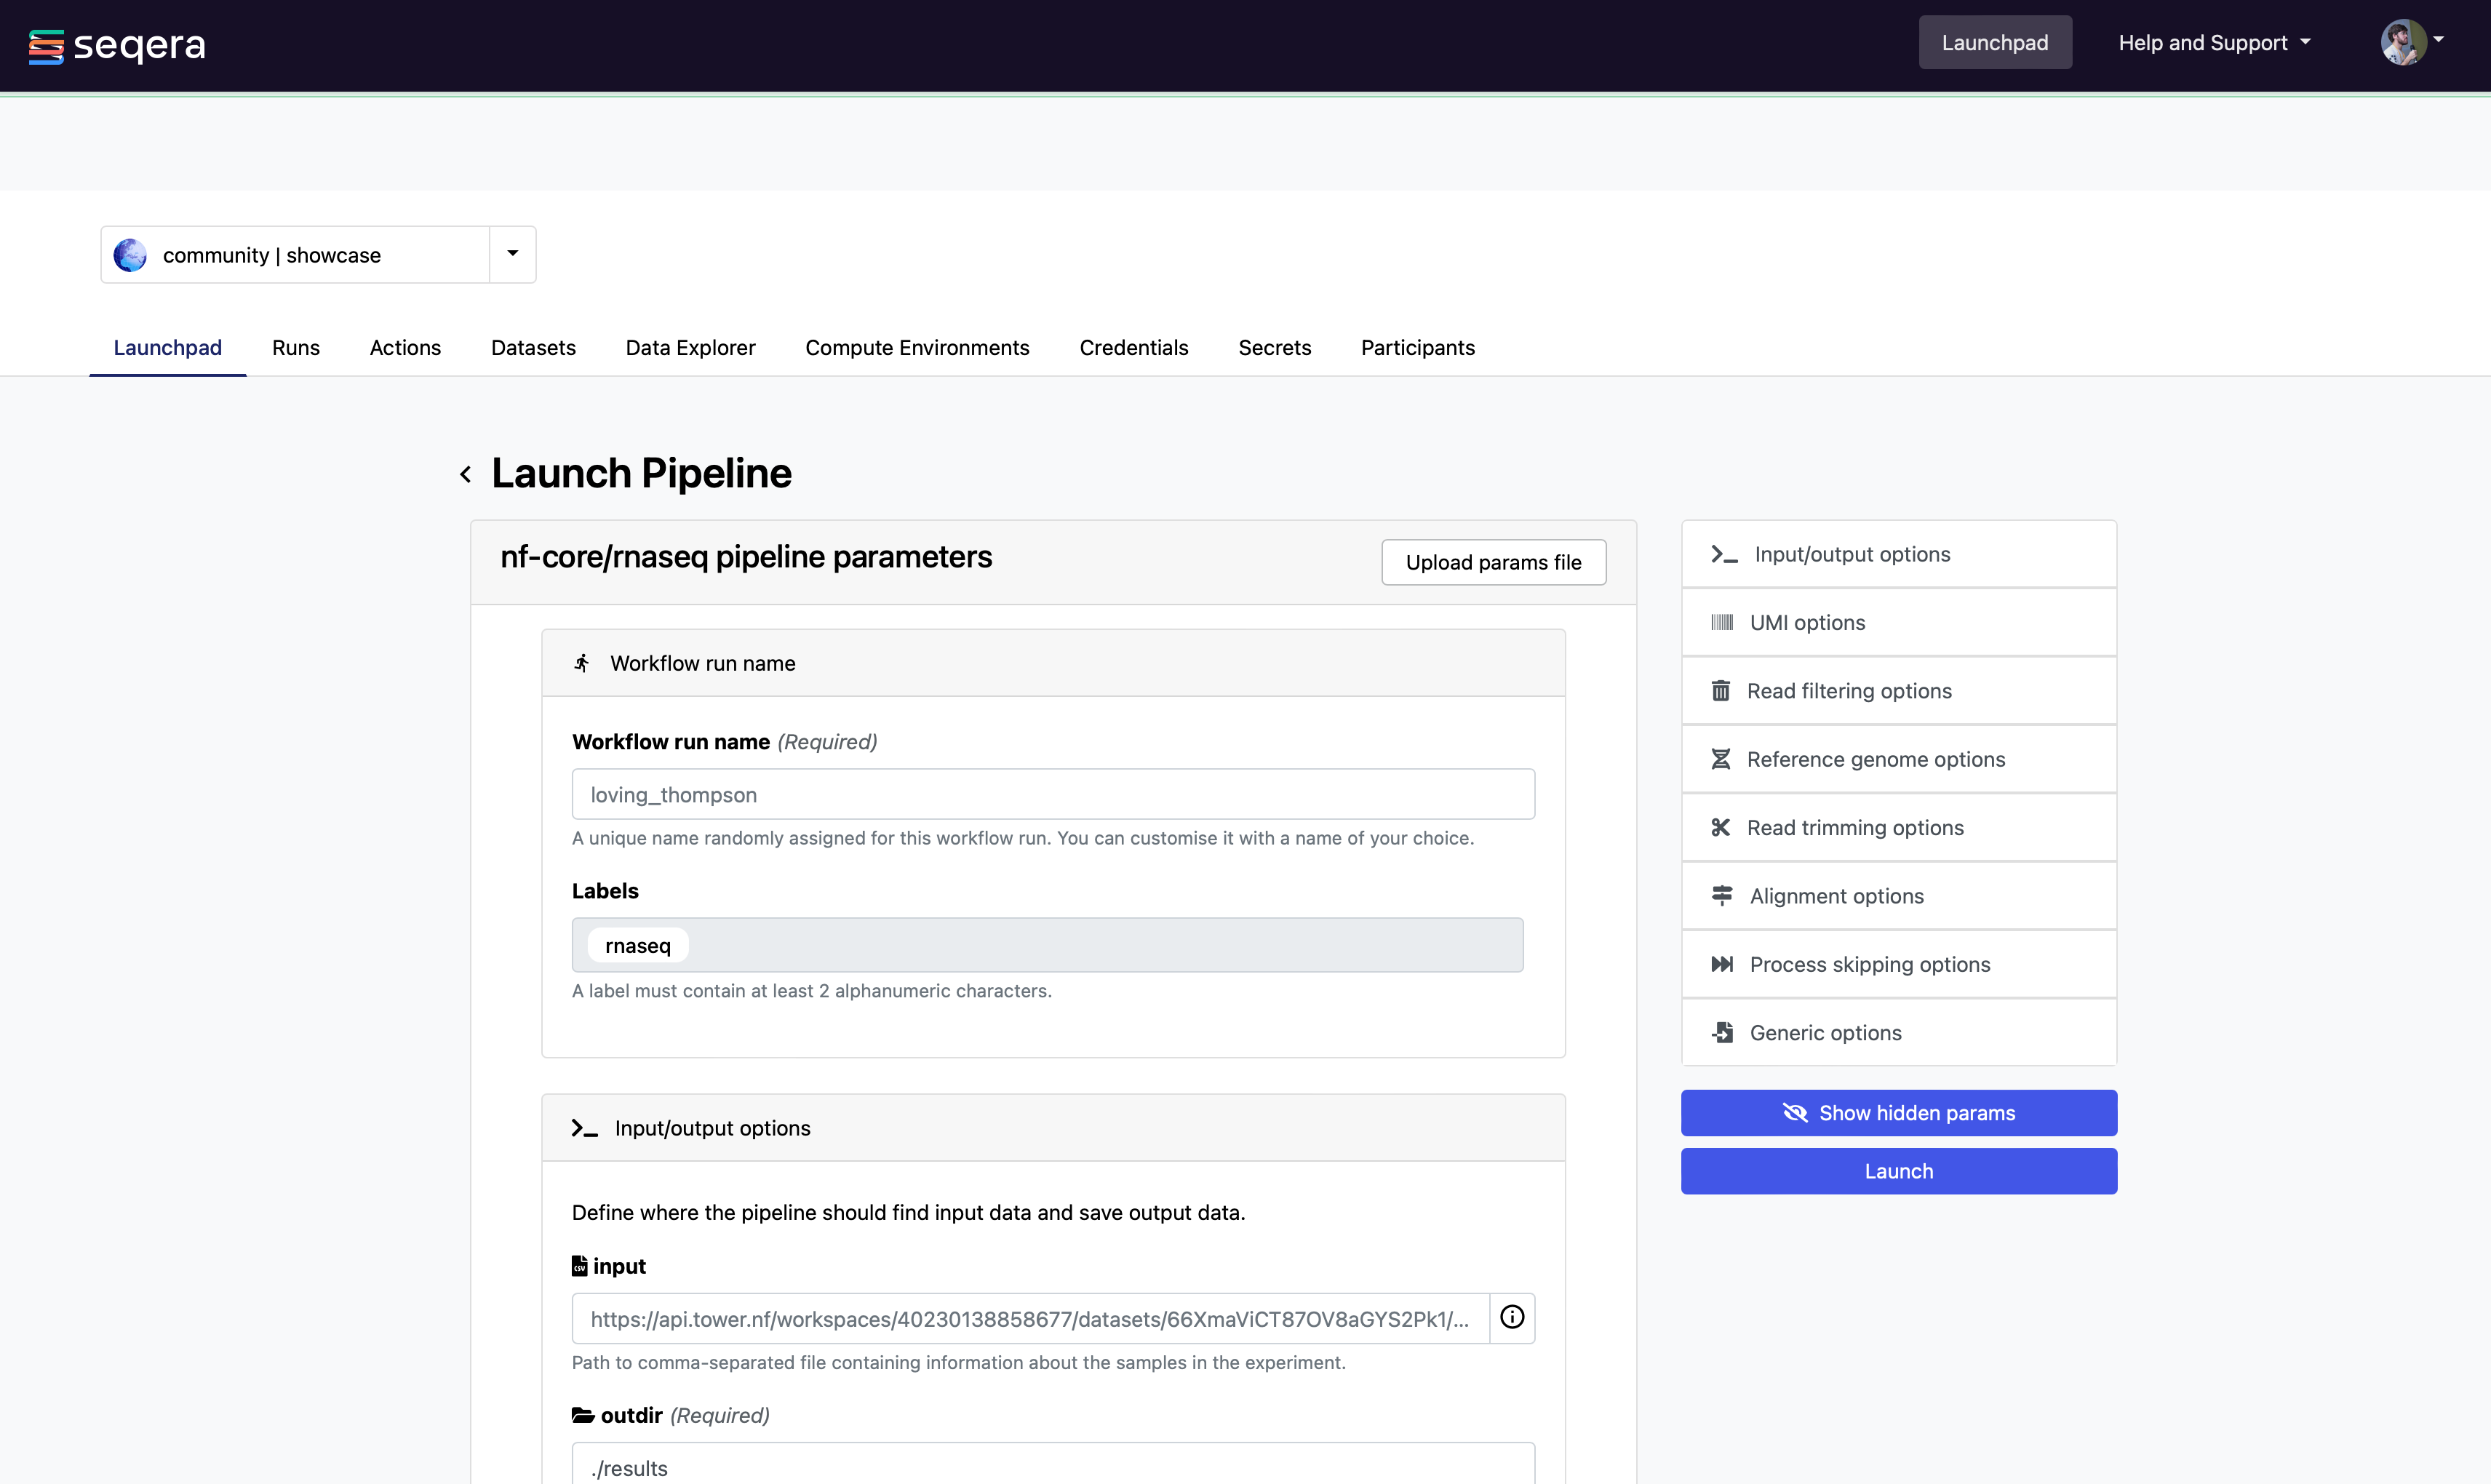 seqera
Launchpad
Help and Support
community | showcase
Launchpad
Runs
Actions
Datasets
Data Explorer
Compute Environments
Credentials
Secrets
Participants
Launch Pipeline
nf-core/rnaseq pipeline parameters
Upload params file
Workflow run name
Workflow run name (Required)
loving_thompson
A unique name randomly assigned for this workflow run. You can customise it with a name of your choice.
Labels
rnaseq
A label must contain at least 2 alphanumeric characters.
Input/output options
Define where the pipeline should find input data and save output data.
CSV
input
https://api.tower.nf/workspaces/40230138858677/datasets/66XmaViCT87OV8aGYS2Pk1/...
Path to comma-separated file containing information about the samples in the experiment.
outdir (Required)
./results
Input/output options
UMI options
Read filtering options
Reference genome options
Read trimming options
Alignment options
Process skipping options
Generic options
Show hidden params
Launch